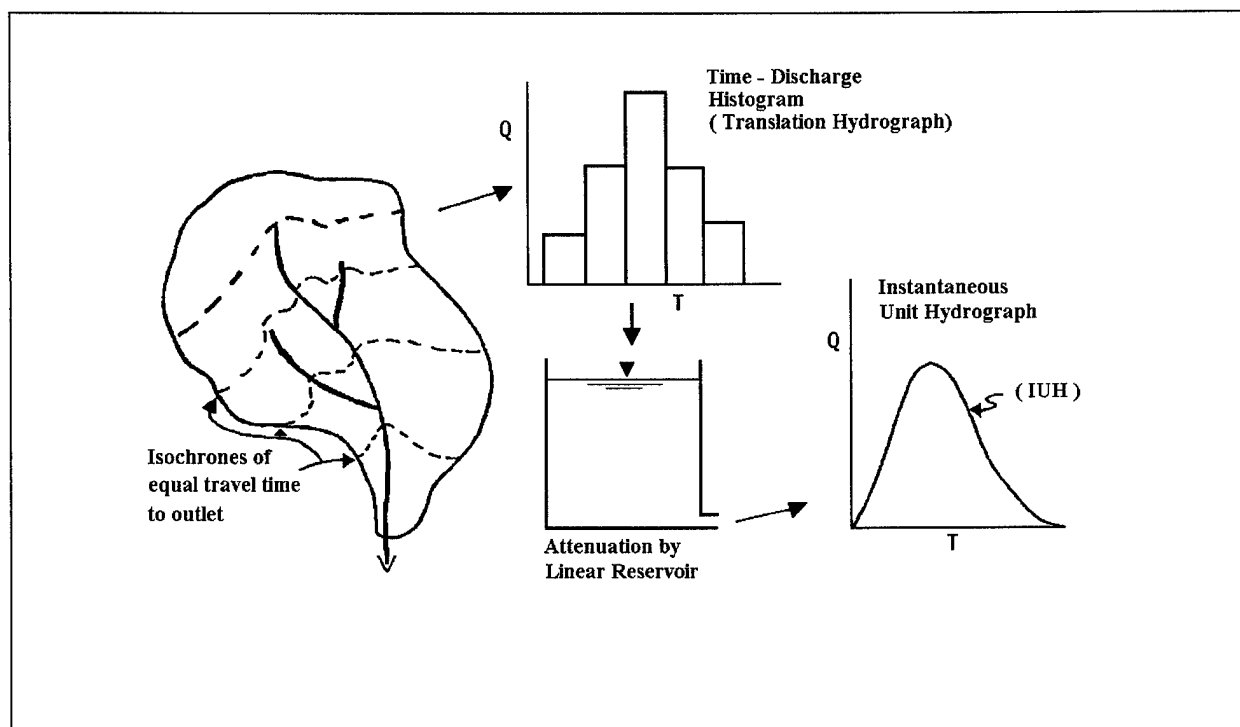 Time - Discharge
Histogram
( Translation Hydrograph)
Q
T
Isochrones of
equal travel time
to outlet
Attenuation by
Linear Reservoir
Instantaneous
Unit Hydrograph
Q
( IUH )
T